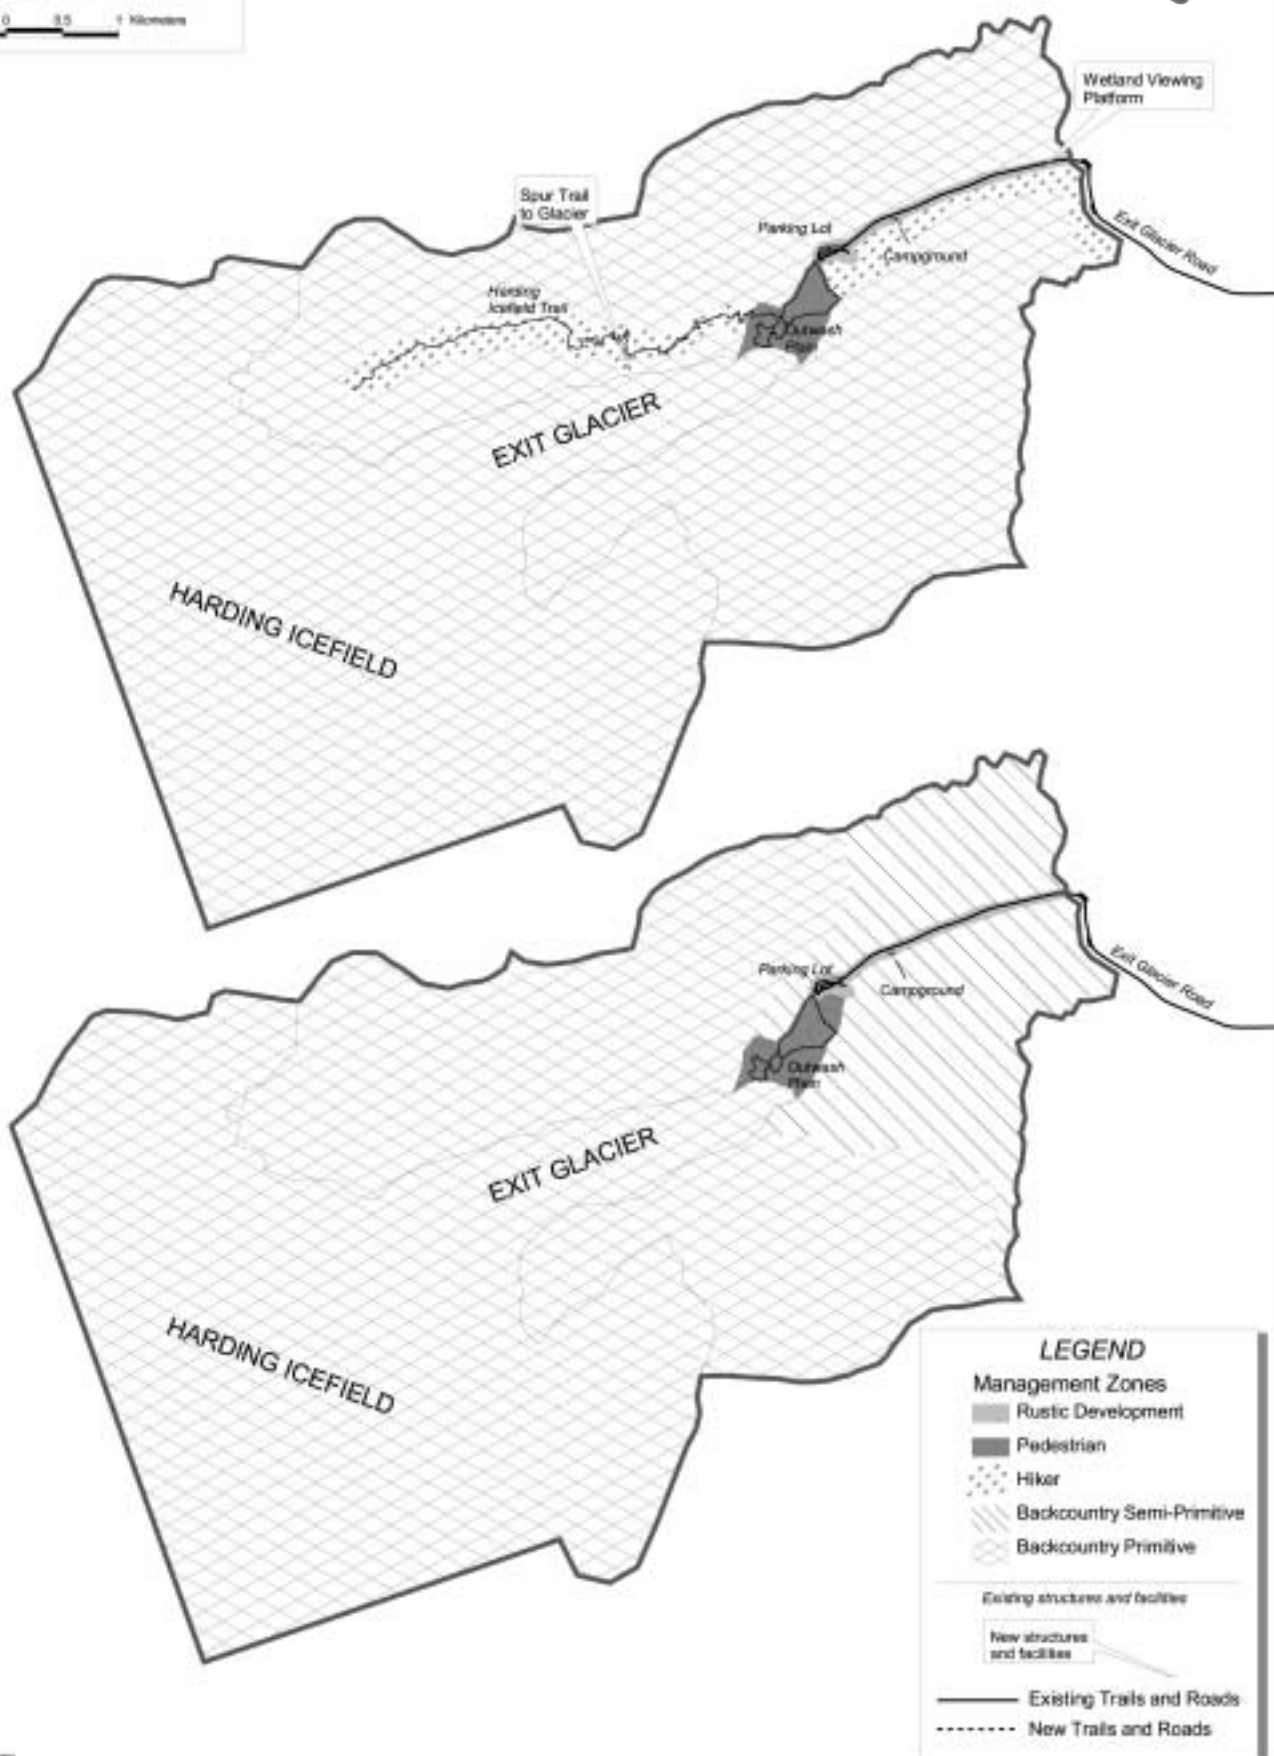 0 0.5 1 Kilometers
Wetland Viewing
Platform
Spur Trail
to Glacier
Parking Lot
Exit Glacier Road
Campground
Harding
Icefield Trail
Outwash
Plain
EXIT GLACIER
HARDING ICEFIELD
Parking Lot
Exit Glacier Road
Campground
Outwash
Plain
EXIT GLACIER
HARDING ICEFIELD
LEGEND
Management Zones
Rustic Development
Pedestrian
Hiker
Backcountry Semi-Primitive
Backcountry Primitive
Existing structures and facilities
New structures
and facilities
Existing Trails and Roads
New Trails and Roads